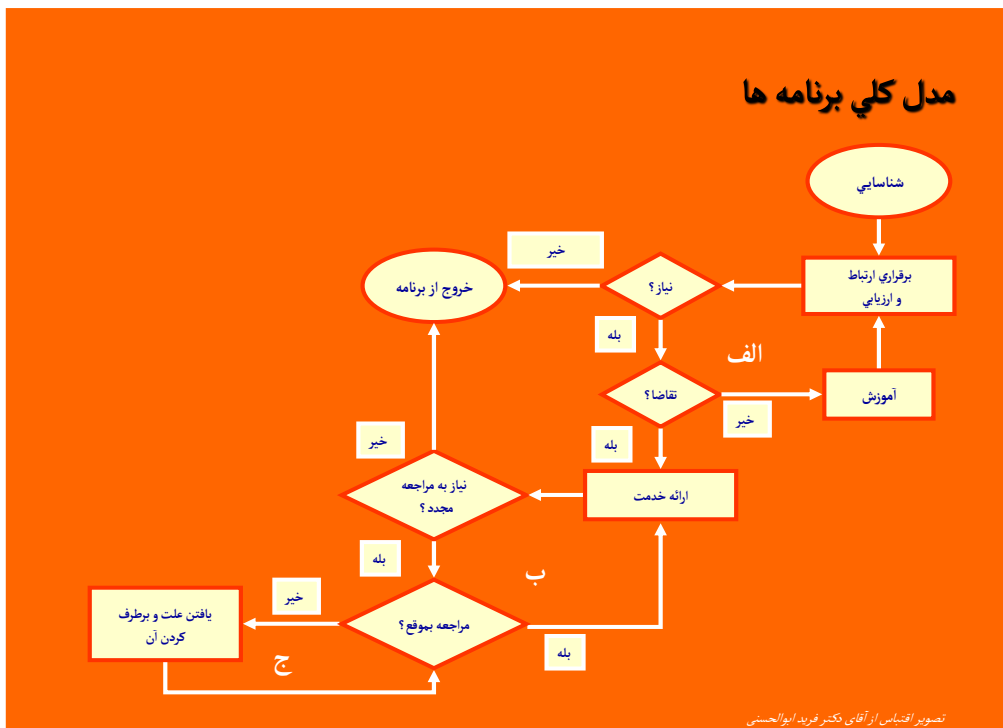 مدل كلي برنامه ها
شناسايي
برقراري ارتباط
و ارزيابي
خير
نياز؟
خروج از برنامه
بله
الف
تقاضا؟
آموزش
خير
بله
خير
نياز به مراجعه
مجدد؟
ارائه خدمت
بله
ب
خير
مراجعه بموقع؟
يافتن علت و برطرف
كردن آن
بله
ج
تصویر اقتباس از آقای دکتر فرید ابوالحسنی